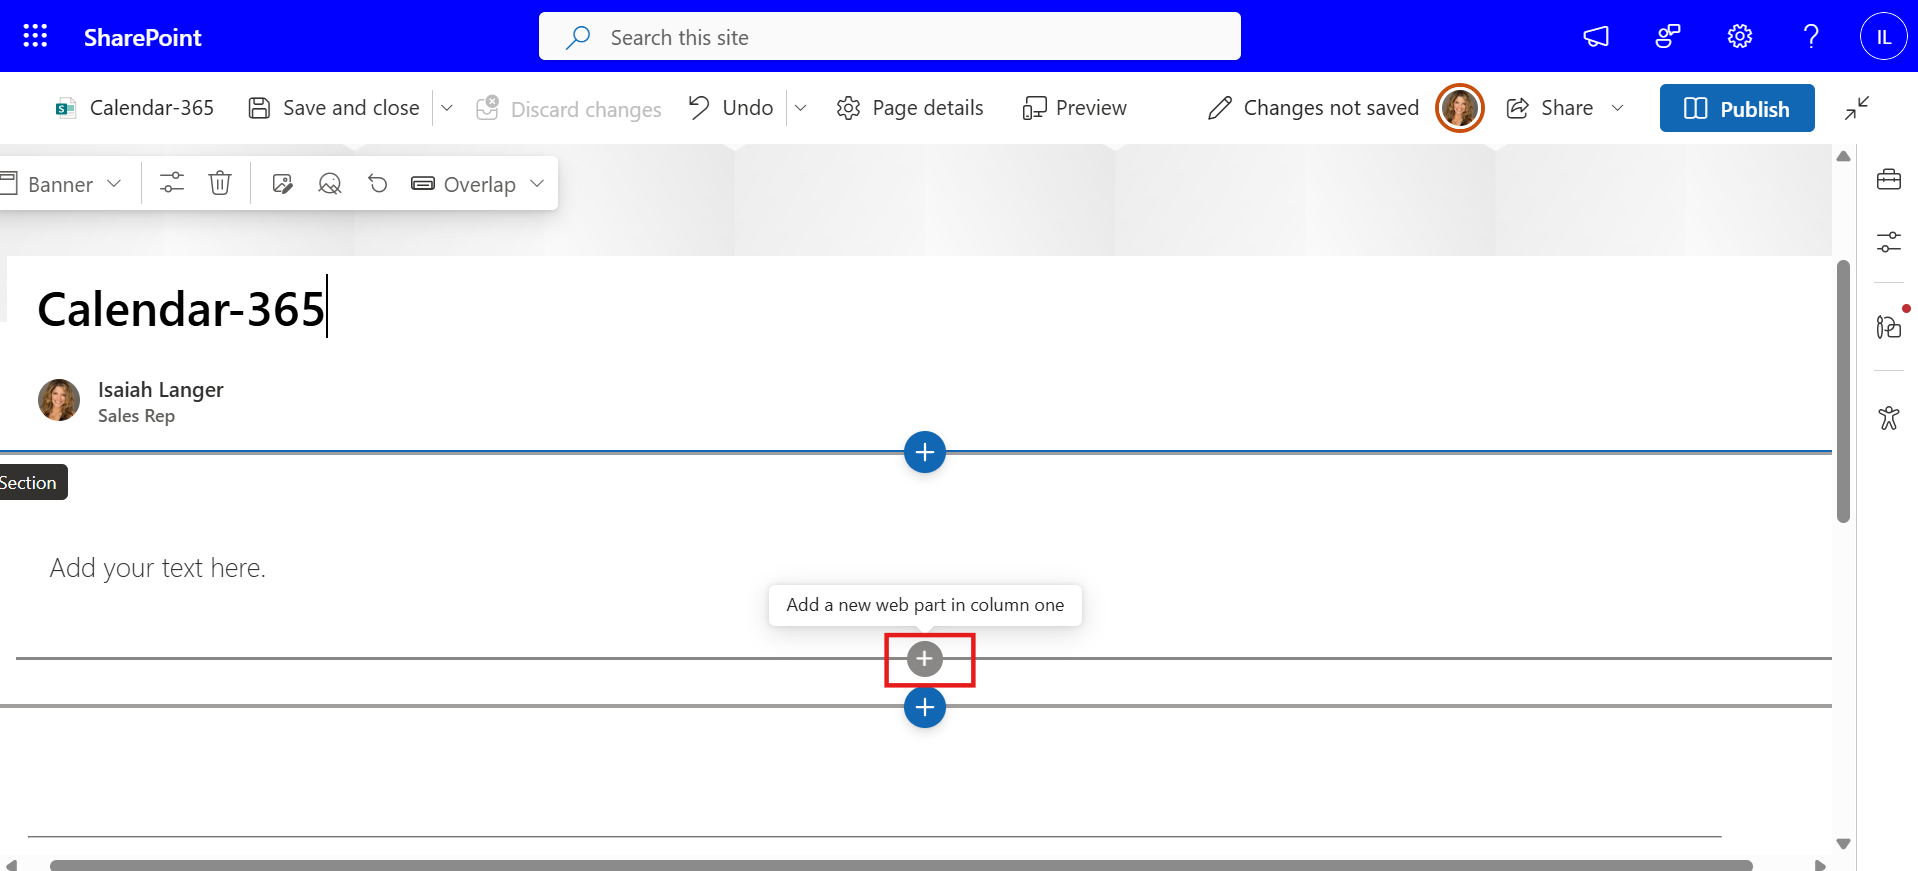 SharePoint
Search this site
IL
Calendar-365
Save and close
Discard changes
Undo
Page details
Preview
Changes not saved
Share
Publish
Banner
Overlap
Calendar-365
Isaiah Langer
Sales Rep
Section
Add your text here.
Add a new web part in column one